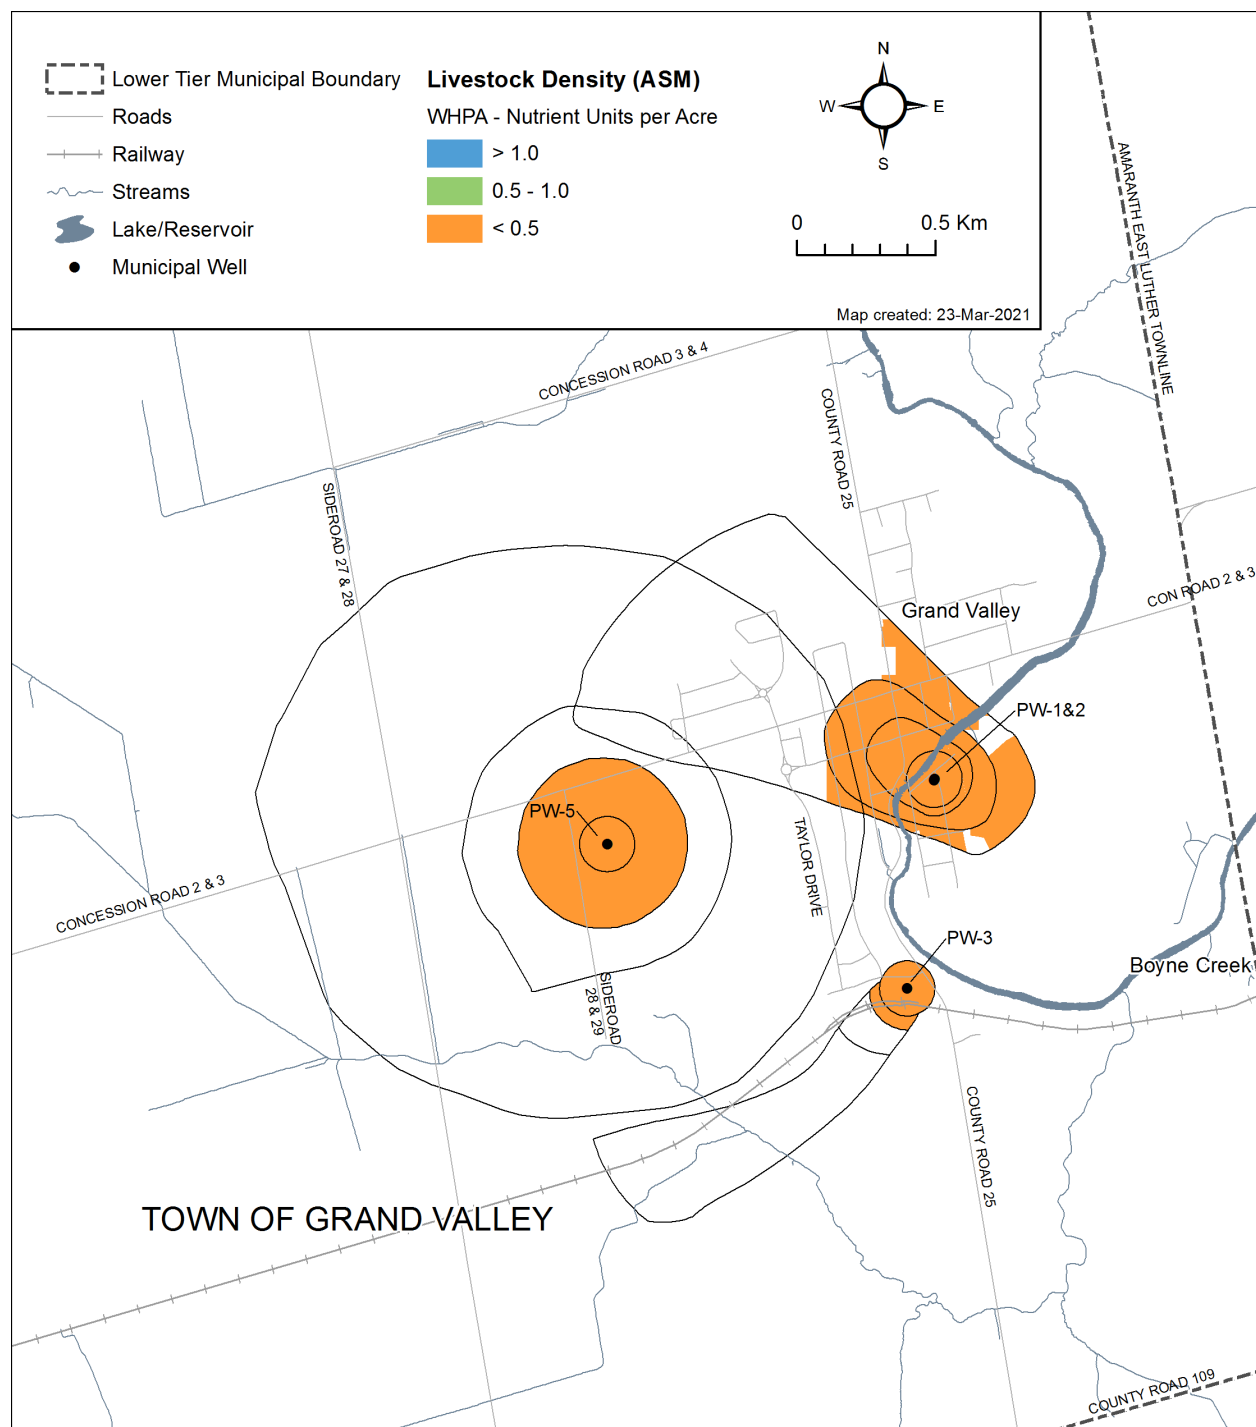 Lower Tier Municipal Boundary
Roads
Railway
Streams
Lake/Reservoir
Municipal Well
Livestock Density (ASM)
WHPA - Nutrient Units per Acre
> 1.0
0.5 - 1.0
< 0.5
N
W
E
S
0
0.5 Km
Map created: 23-Mar-2021
AMARANTH EAST LUTHER TOWNLINE
CONCESSION ROAD 3 & 4
COUNTY ROAD 25
SIDEROAD 27 & 28
CON ROAD 2 & 3
Grand Valley
PW-1&2
PW-5
TAYLOR DRIVE
CONCESSION ROAD 2 & 3
PW-3
Boyne Creek
SIDEROAD
28 & 29
COUNTY ROAD 25
TOWN OF GRAND VALLEY
COUNTY ROAD 109